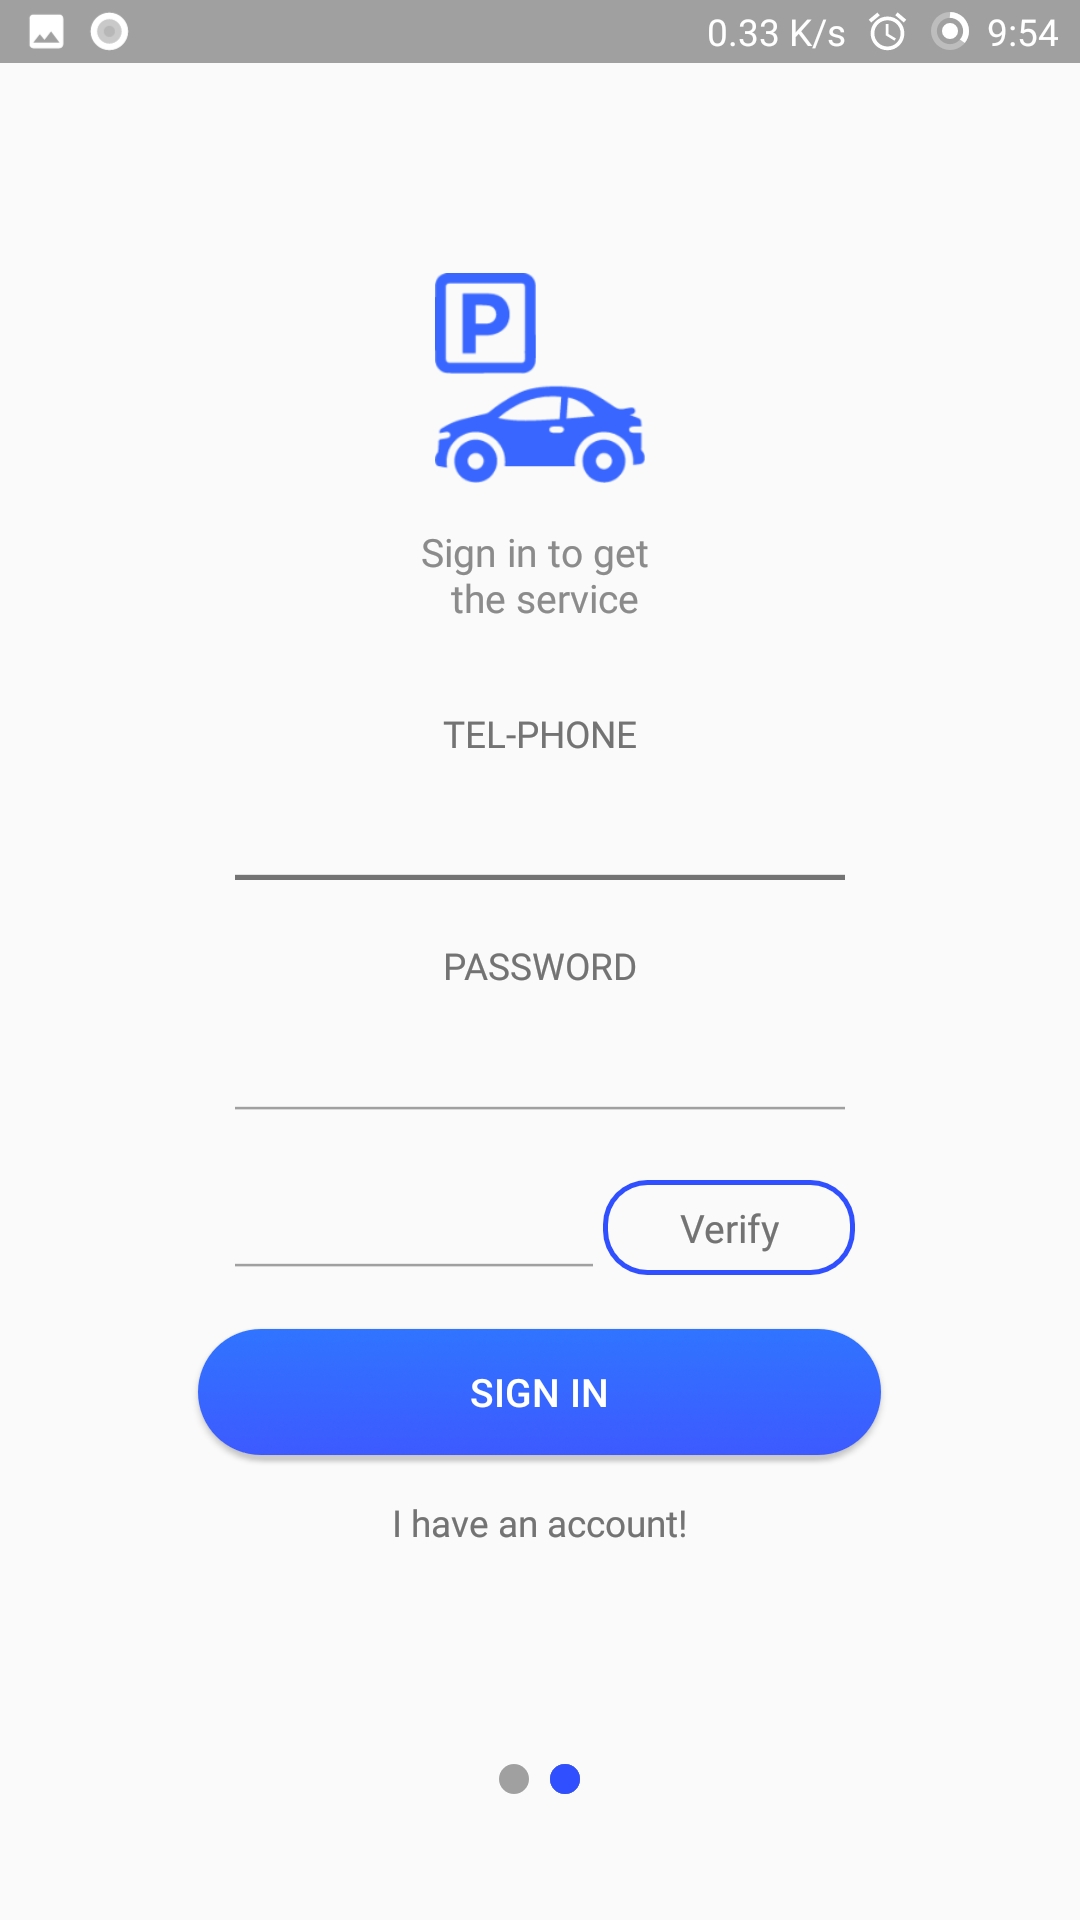 0.33 K/s 9:54
P
Sign in to get
the service
TEL-PHONE
PASSWORD
Verify
SIGN IN
I have an account!